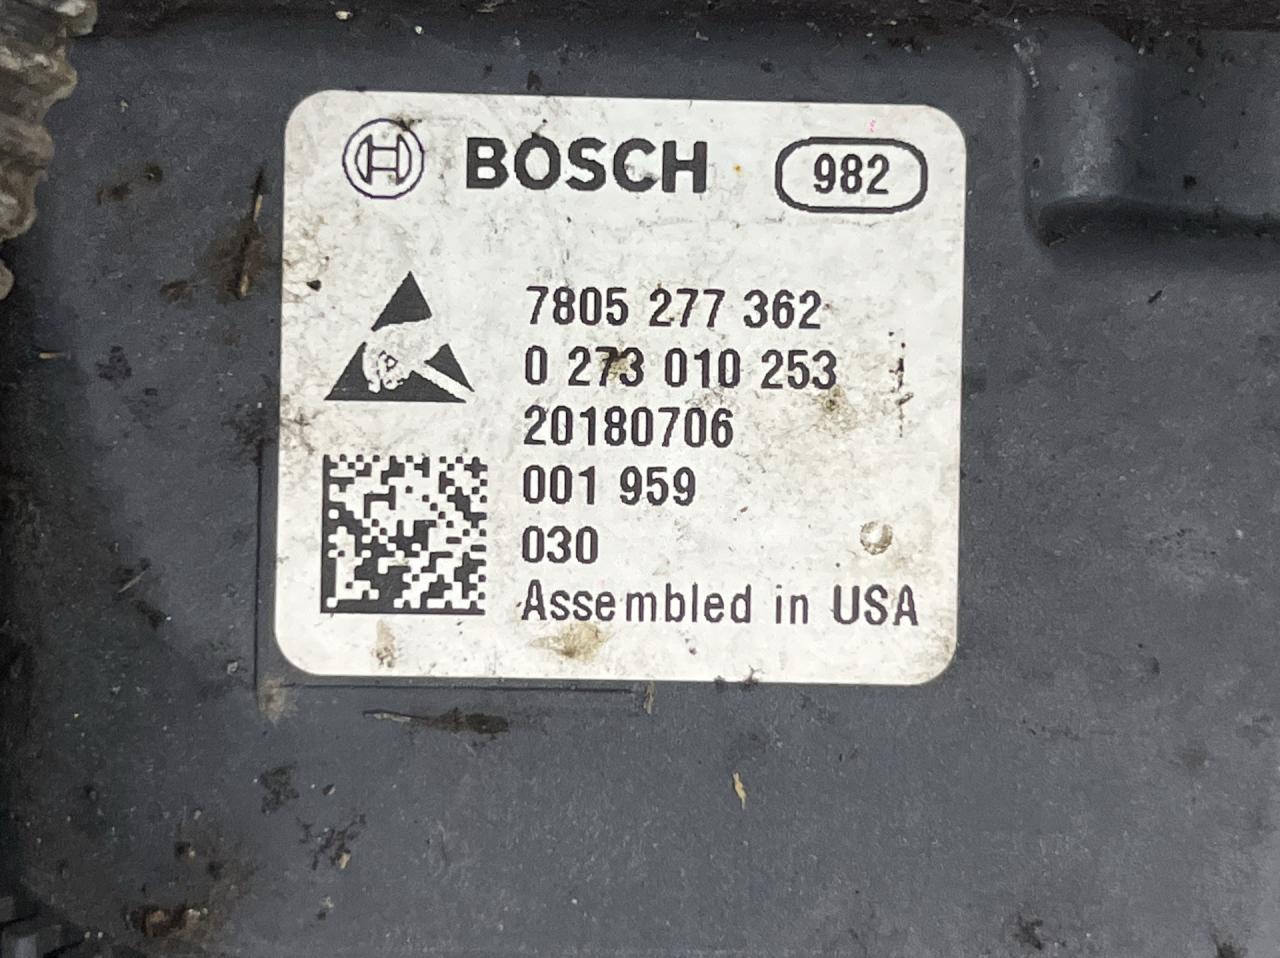 BOSCH 982
7805 277 362
0 273 010 253
20180706
001 959
030
Assembled in USA